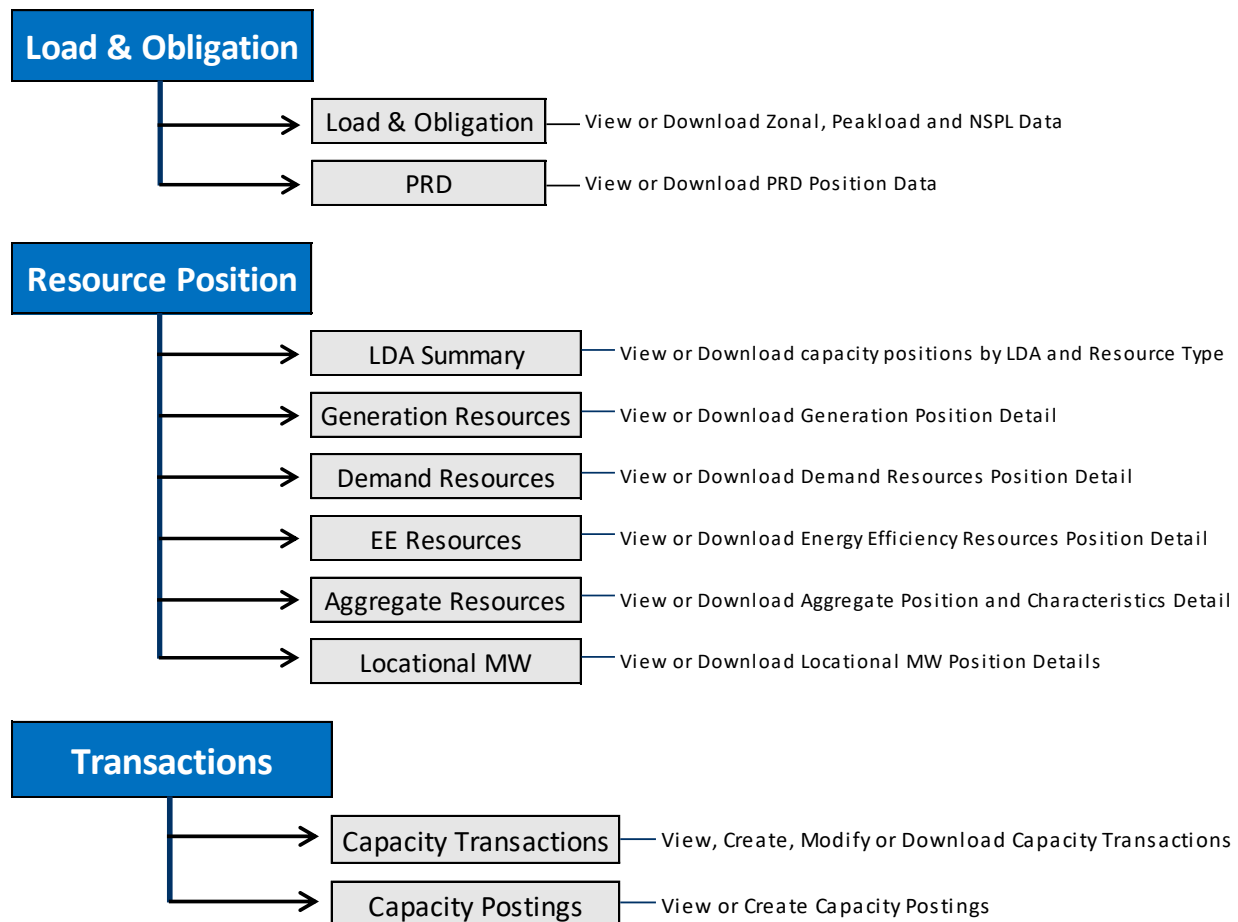 Load & Obligation
Load & Obligation
View or Download Zonal, Peakload and NSPL Data
PRD
View or Download PRD Position Data
Resource Position
LDA Summary
View or Download capacity positions by LDA and Resource Type
Generation Resources
View or Download Generation Position Detail
Demand Resources
View or Download Demand Resources Position Detail
EE Resources
View or Download Energy Efficiency Resources Position Detail
Aggregate Resources
View or Download Aggregate Position and Characteristics Detail
Locational MW
View or Download Locational MW Position Details
Transactions
Capacity Transactions
View, Create, Modify or Download Capacity Transactions
Capacity Postings
View or Create Capacity Postings